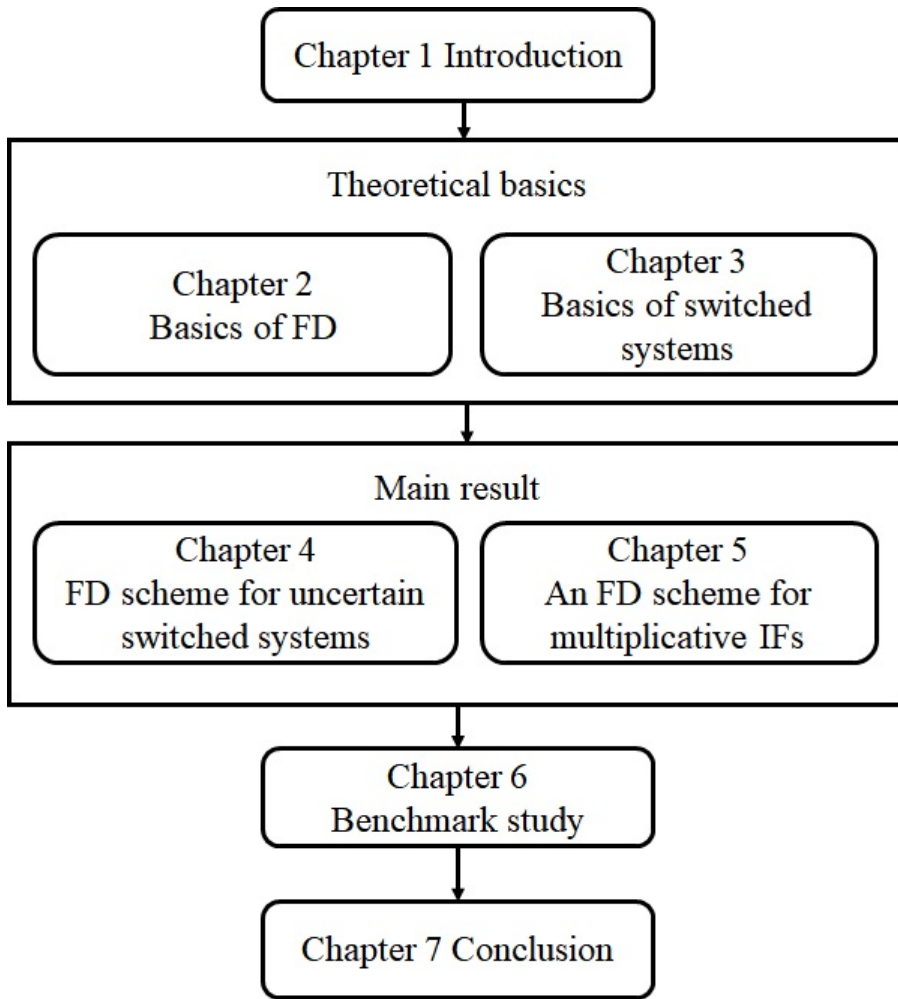 Chapter 1 Introduction
Theoretical basics
Chapter 2
Basics of FD
Chapter 3
Basics of switched
systems
Main result
Chapter 4
FD scheme for uncertain
switched systems
Chapter 5
An FD scheme for
multiplicative IFs
Chapter 6
Benchmark study
Chapter 7 Conclusion